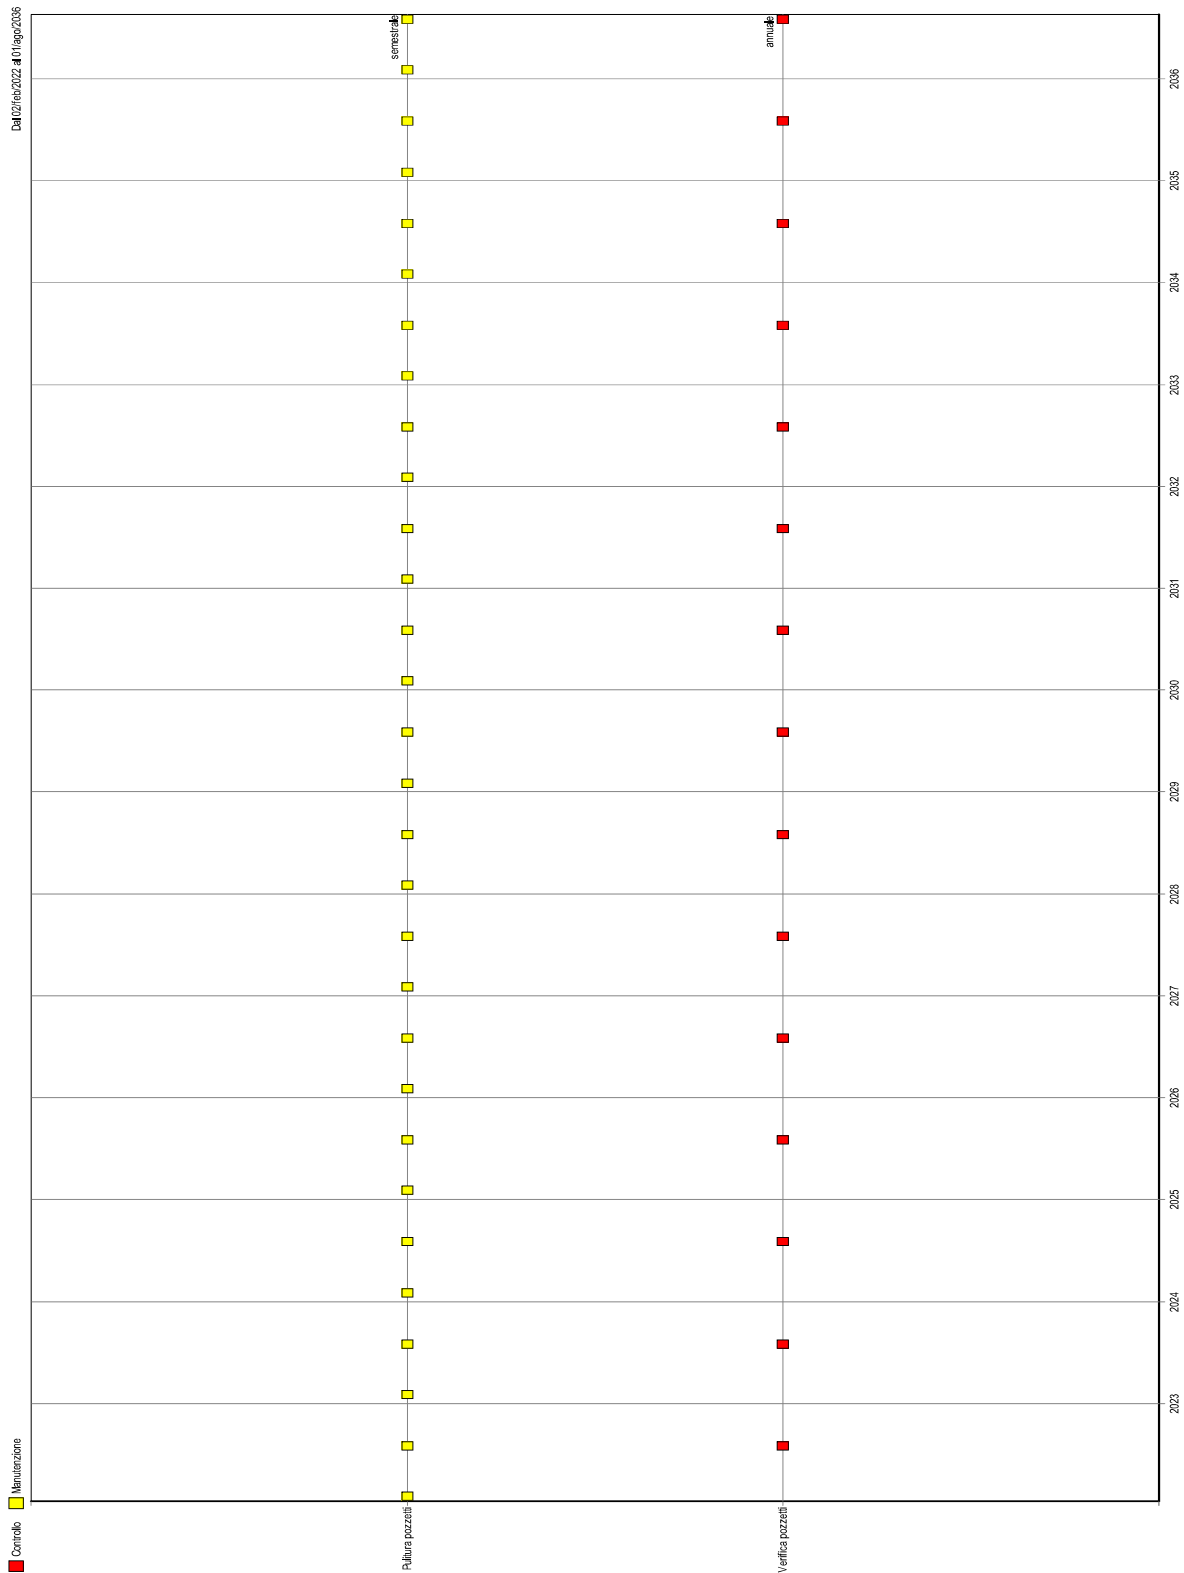 Controllo
Manutenzione
Dal 02/feb/2022 al 01/ago/2036
Pulitura pozzetti
semestrale
Verifica pozzetti
annuale
2023
2024
2025
2026
2027
2028
2029
2030
2031
2032
2033
2034
2035
2036